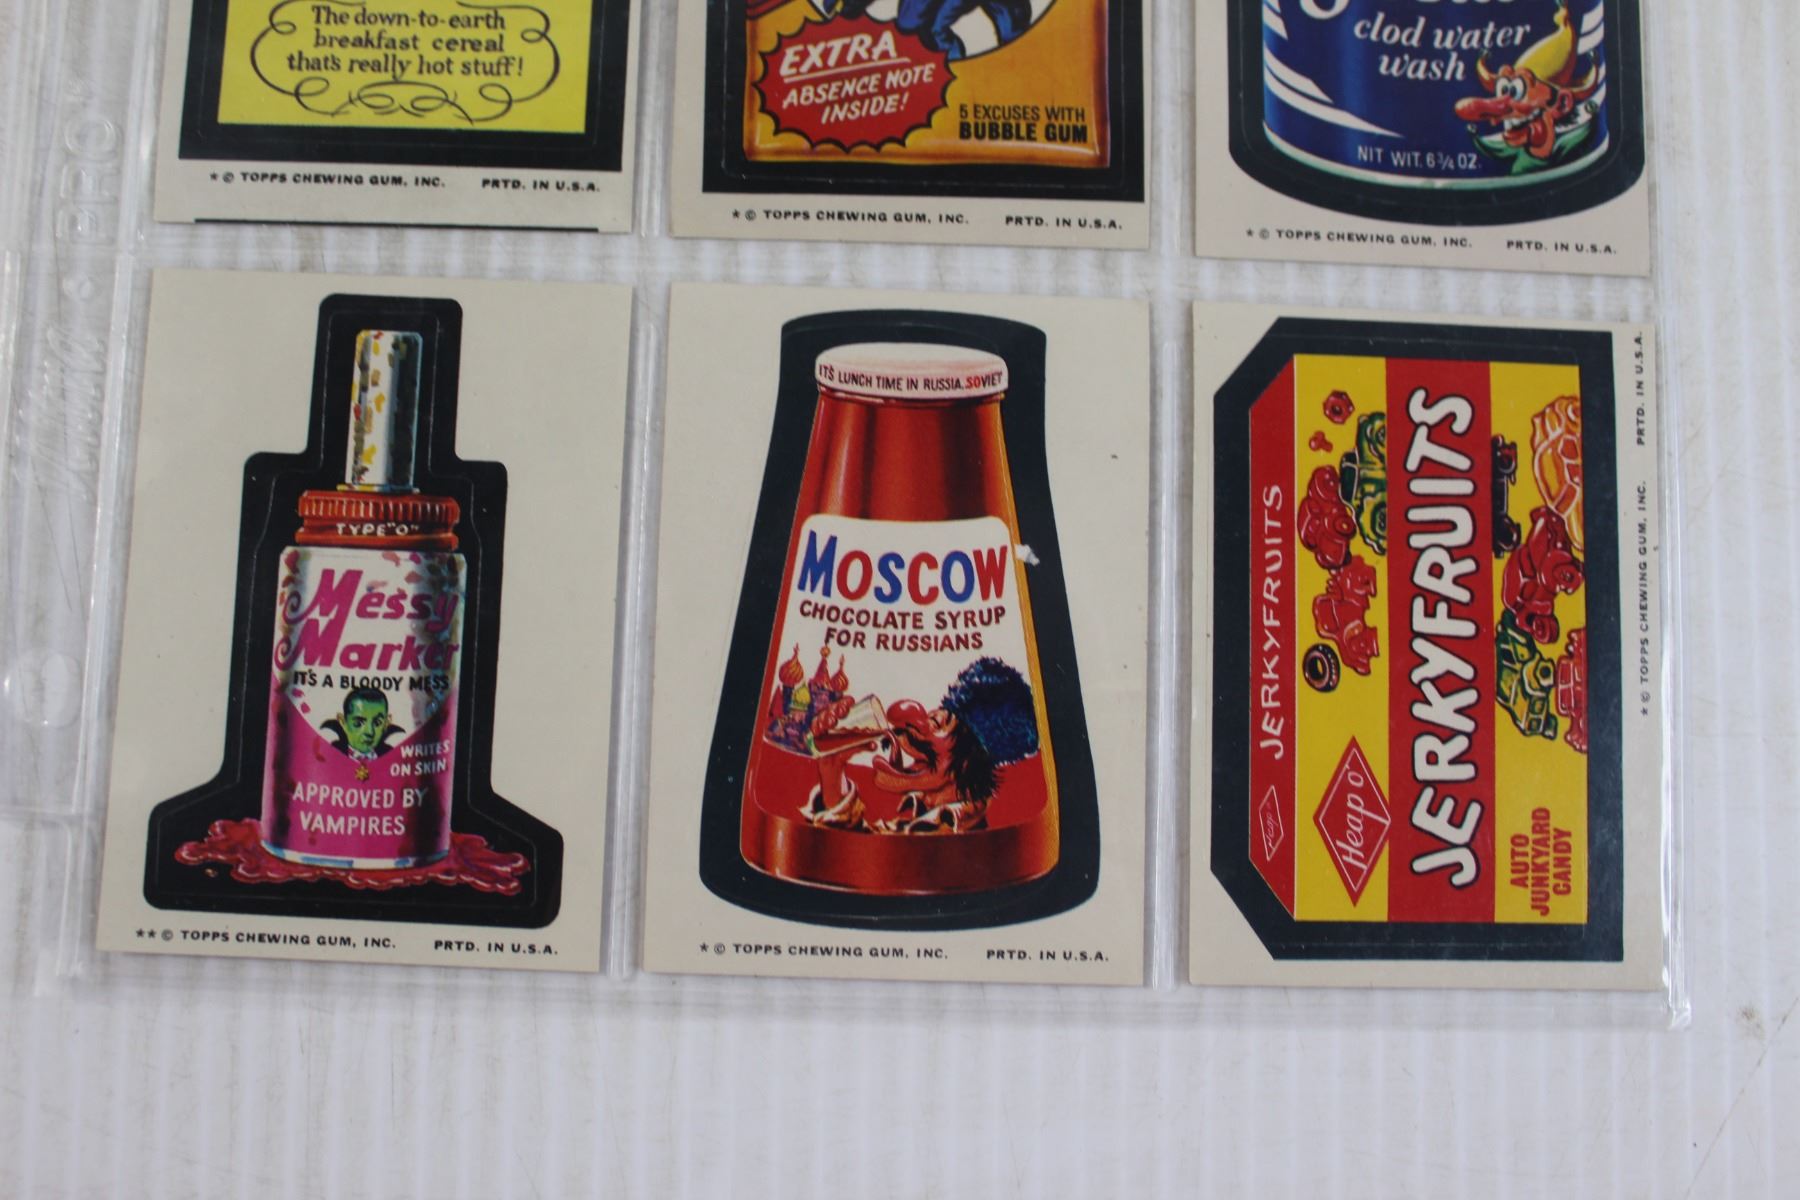 The down-to-earth
breakfast cereal
that's really hot stuff!
* © TOPPS CHEWING GUM, INC. PRTD. IN U.S.A.
EXTRA
ABSENCE NOTE
INSIDE!
5 EXCUSES WITH
BUBBLE GUM
* © TOPPS CHEWING GUM, INC. PRTD. IN U.S.A.
clod water
wash
NIT WIT. 6¾ OZ.
* © TOPPS CHEWING GUM, INC. PRTD. IN U.S.A.
PRO
TYPE "O"
Messy
Marker
IT'S A BLOODY MESS
WRITES
ON SKIN
APPROVED BY
VAMPIRES
** © TOPPS CHEWING GUM, INC. PRTD. IN U.S.A.
IT'S LUNCH TIME IN RUSSIA. SOVIET
MOSCOW
CHOCOLATE SYRUP
FOR RUSSIANS
* © TOPPS CHEWING GUM, INC. PRTD. IN U.S.A.
JERKYFRUITS
Heap o'
Heap o'
JERKYFRUITS
AUTO
JUNKYARD
CANDY
* © TOPPS CHEWING GUM, INC. PRTD. IN U.S.A.